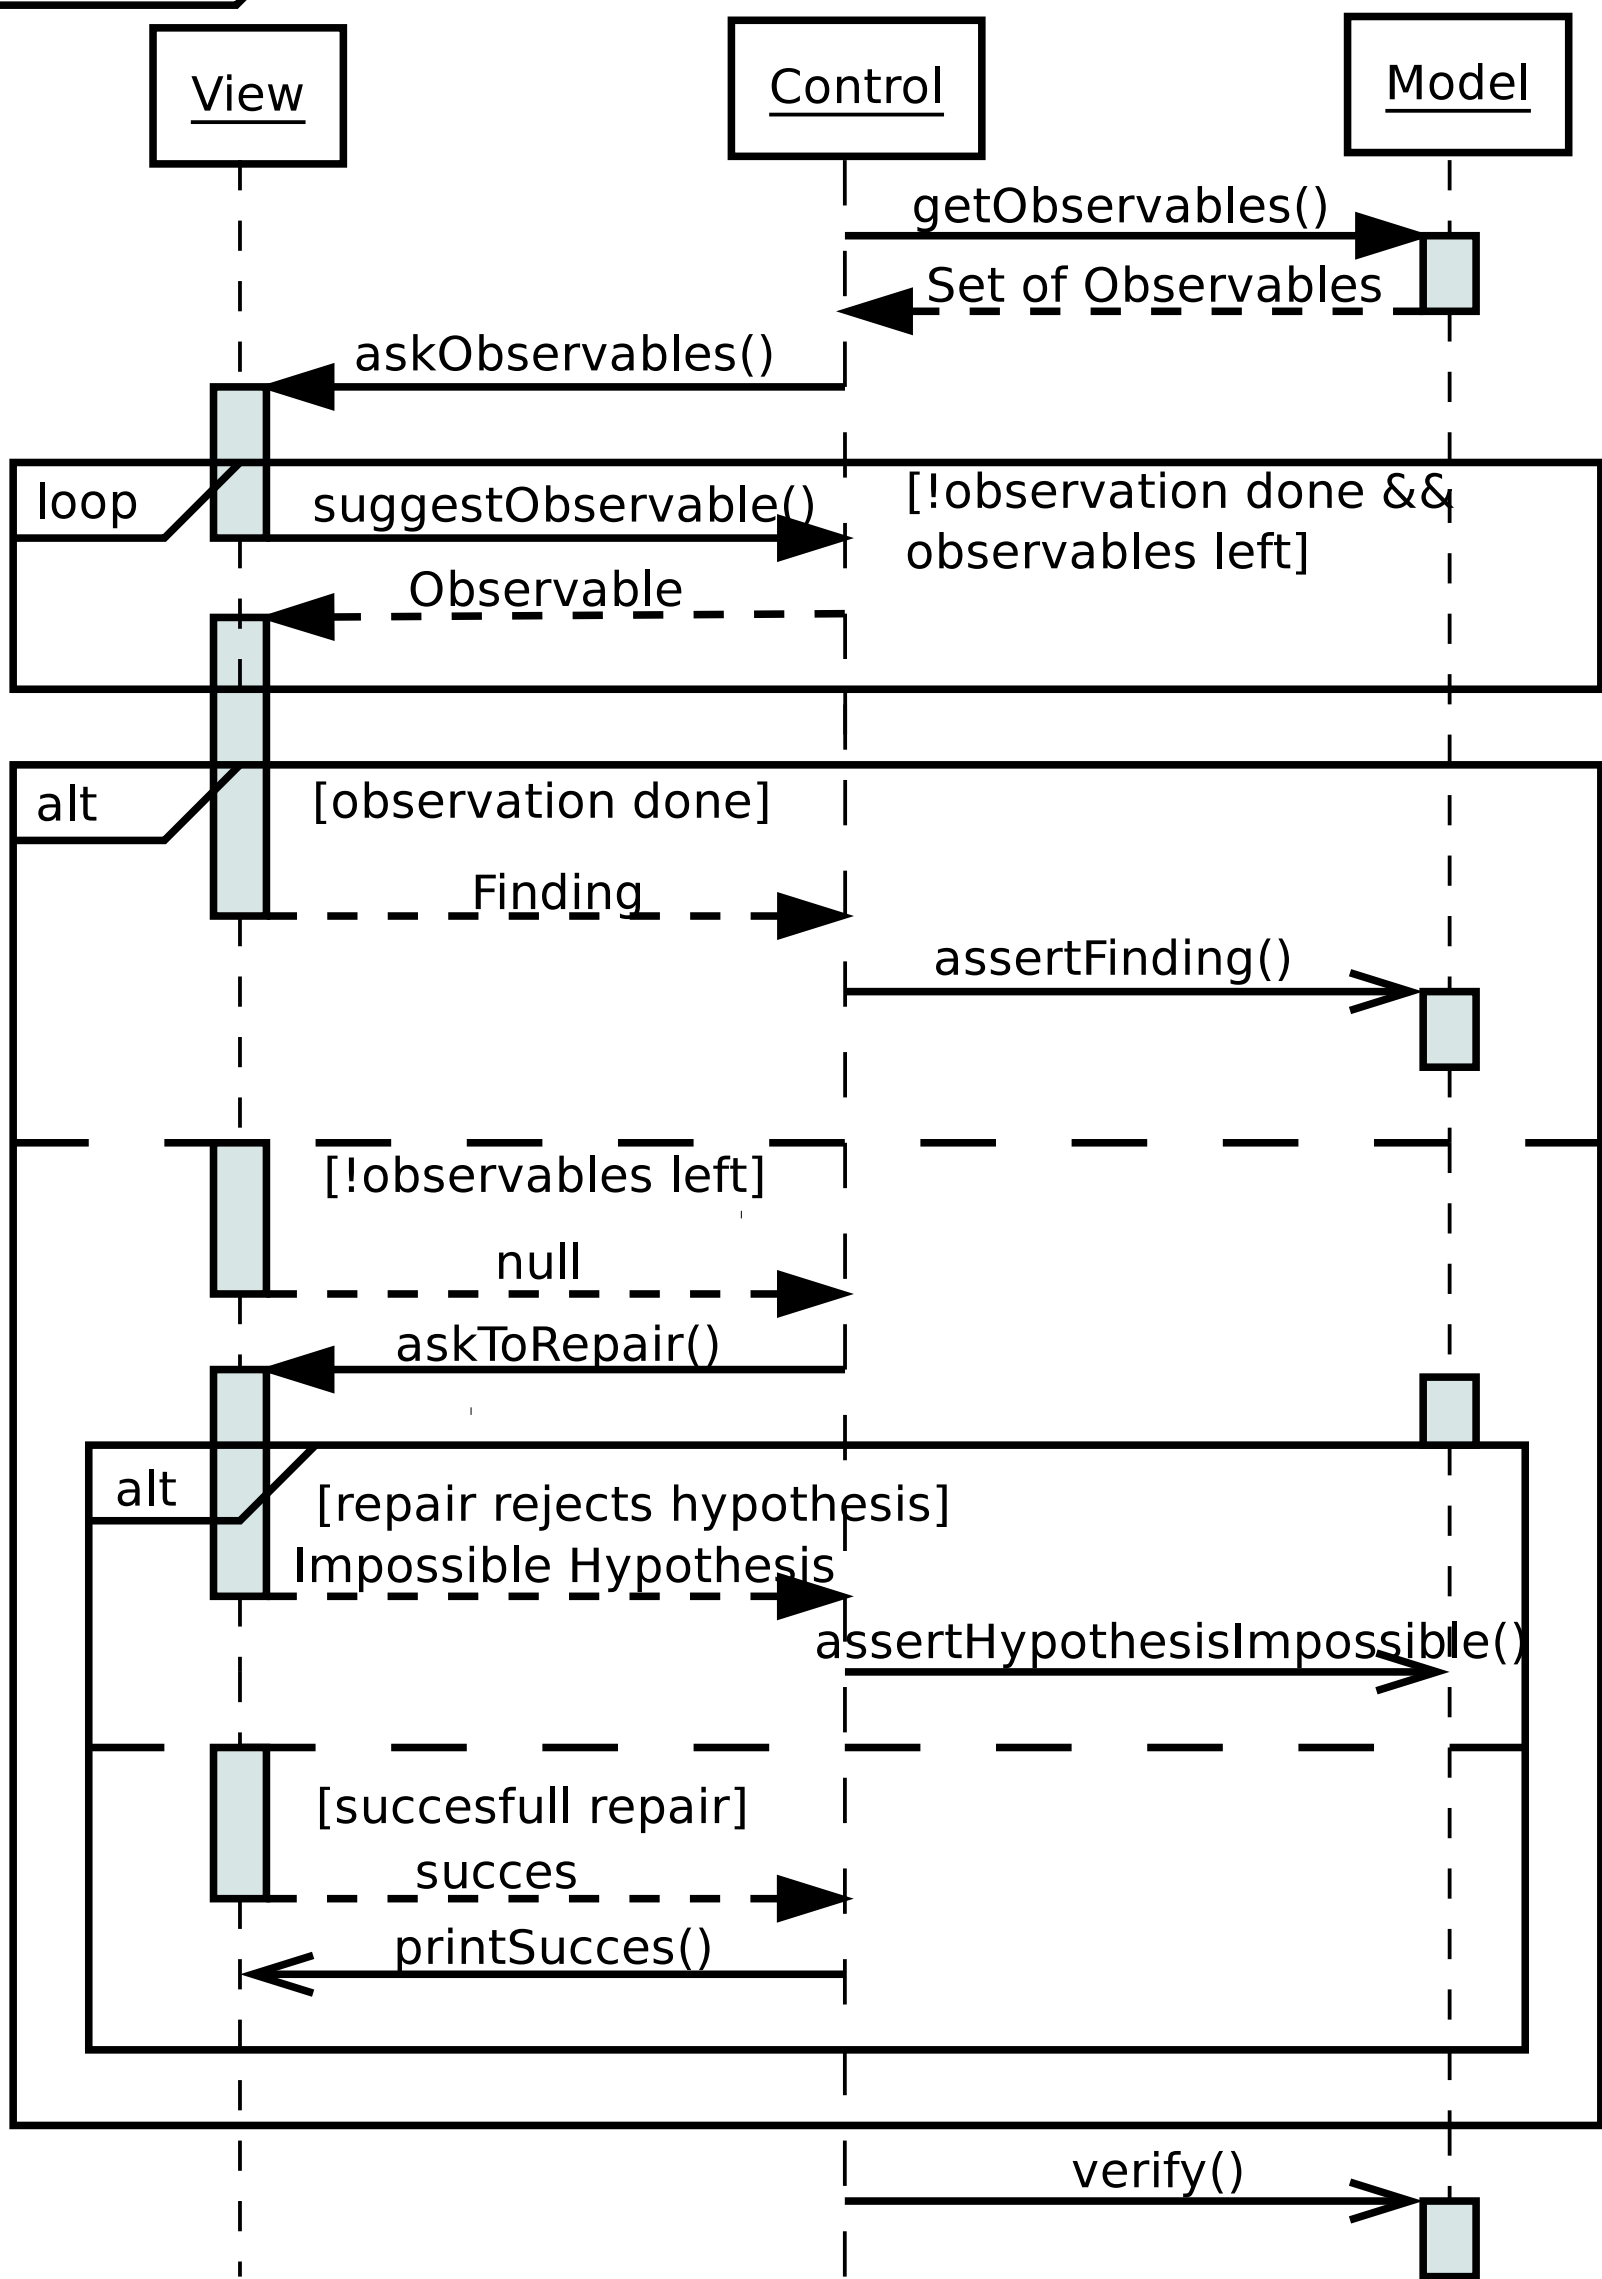 View
Control
Model
getObservables()
Set of Observables
askObservables()
loop
suggestObservable()
[!observation done &&
observables left]
Observable
alt
[observation done]
Finding
assertFinding()
[!observables left]
null
askToRepair()
alt
[repair rejects hypothesis]
Impossible Hypothesis
assertHypothesisImpossible()
[succesfull repair]
succes
printSucces()
verify()